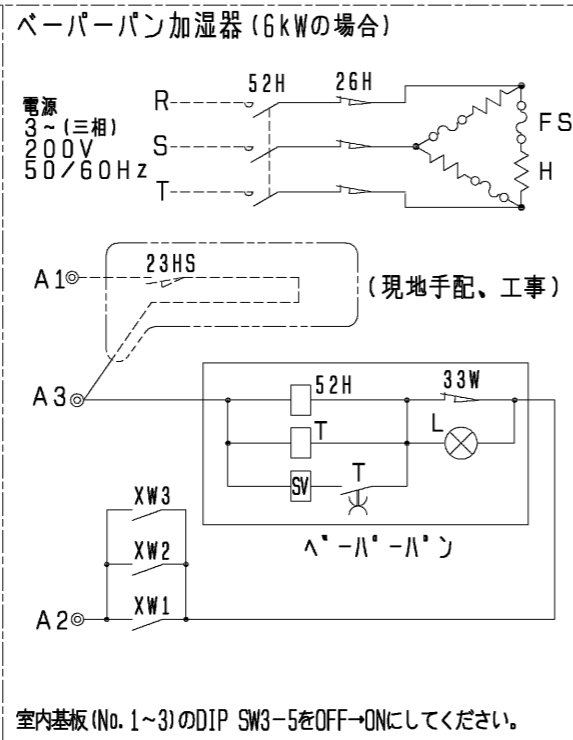 ベーパーパン加湿器(6kWの場合)
52H 26H
電源
3~(三相)
200V
50/60Hz
R
S
T
FS
H
A1 23HS
(現地手配、工事)
A3
52H 33W
T L
SV T
ベーパーパン
XW3
XW2
XW1
A2
室内基板(No.1~3)のDIP SW3-5をOFF→ONにしてください。